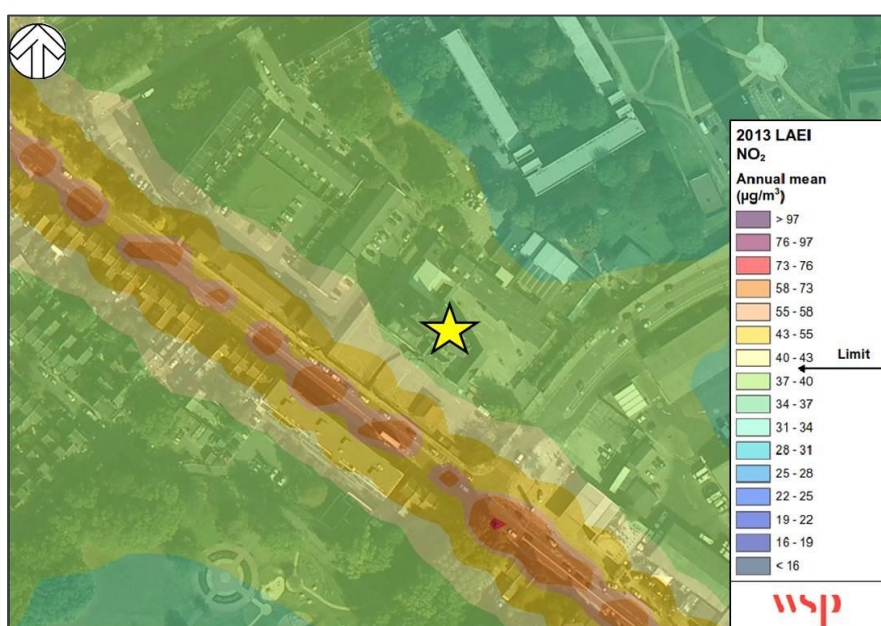 2013 LAEI
NO₂
Annual mean
(µg/m³)
> 97
76 - 97
73 - 76
58 - 73
55 - 58
43 - 55
40 - 43
Limit
37 - 40
34 - 37
31 - 34
28 - 31
25 - 28
22 - 25
19 - 22
16 - 19
< 16
wsp